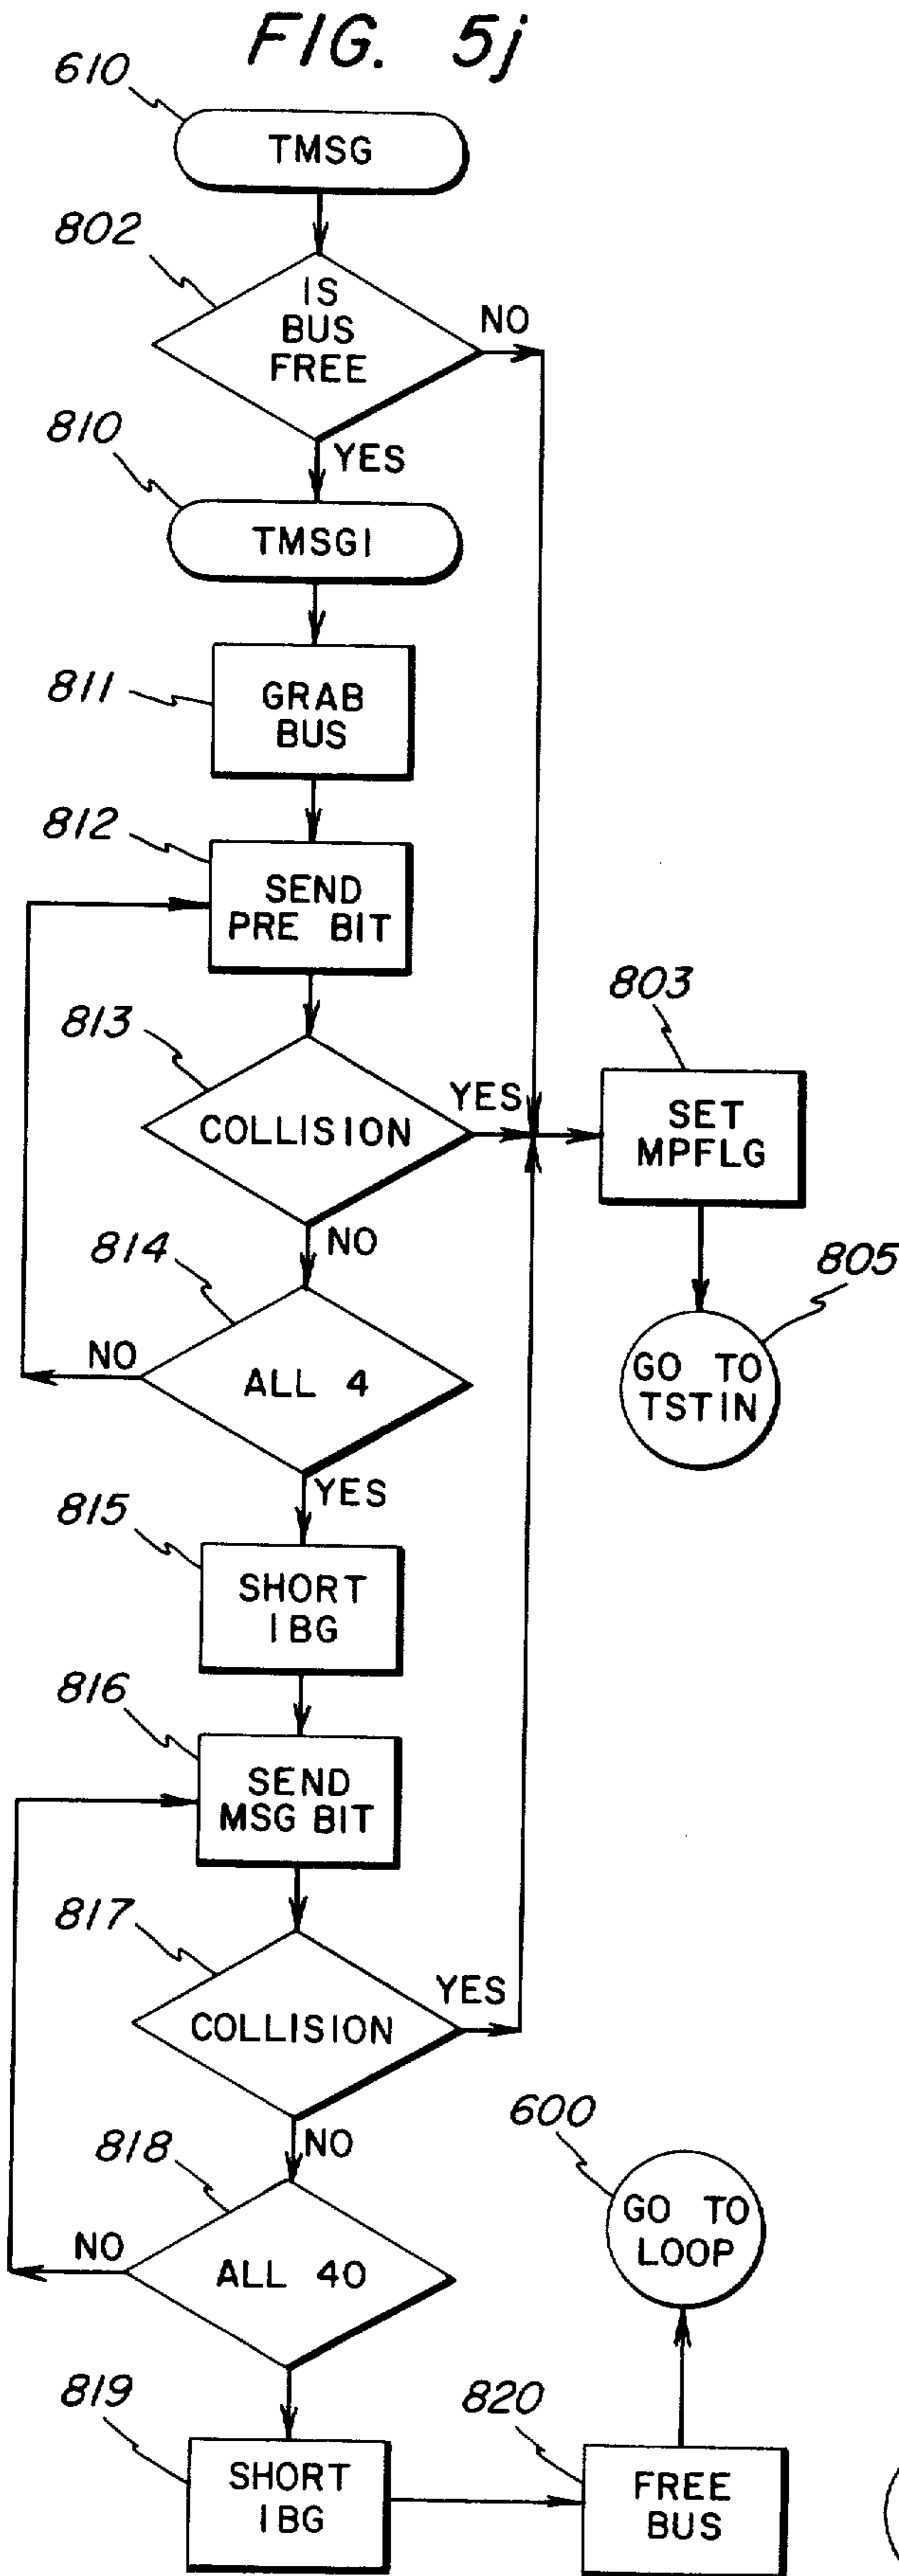 FIG. 5j
610
TMSG
802
IS
BUS
FREE
NO
YES
810
TMSG1
811
GRAB
BUS
812
SEND
PRE BIT
813
COLLISION
YES
NO
803
SET
MPFLG
814
ALL 4
NO
YES
805
GO TO
TSTIN
815
SHORT
IBG
816
SEND
MSG BIT
817
COLLISION
YES
NO
818
ALL 40
NO
600
GO TO
LOOP
819
SHORT
IBG
820
FREE
BUS